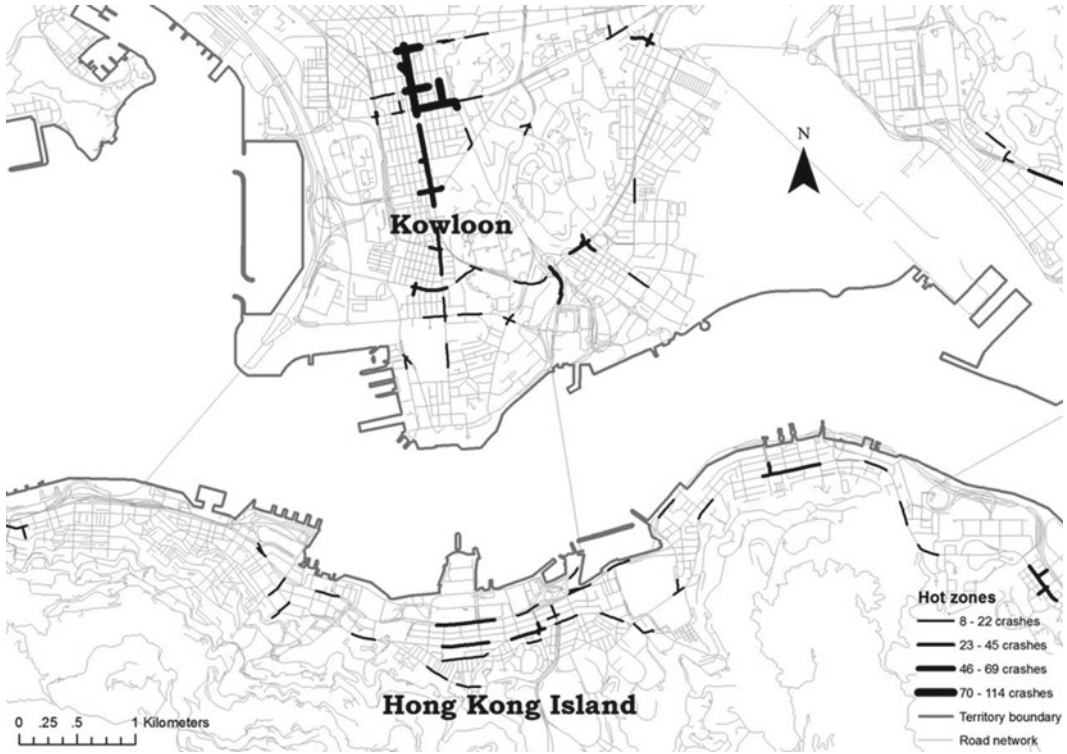 N
Kowloon
Hot zones
8 - 22 crashes
23 - 45 crashes
46 - 69 crashes
70 - 114 crashes
Territory boundary
Road network
Hong Kong Island
0 .25 .5 1 Kilometers